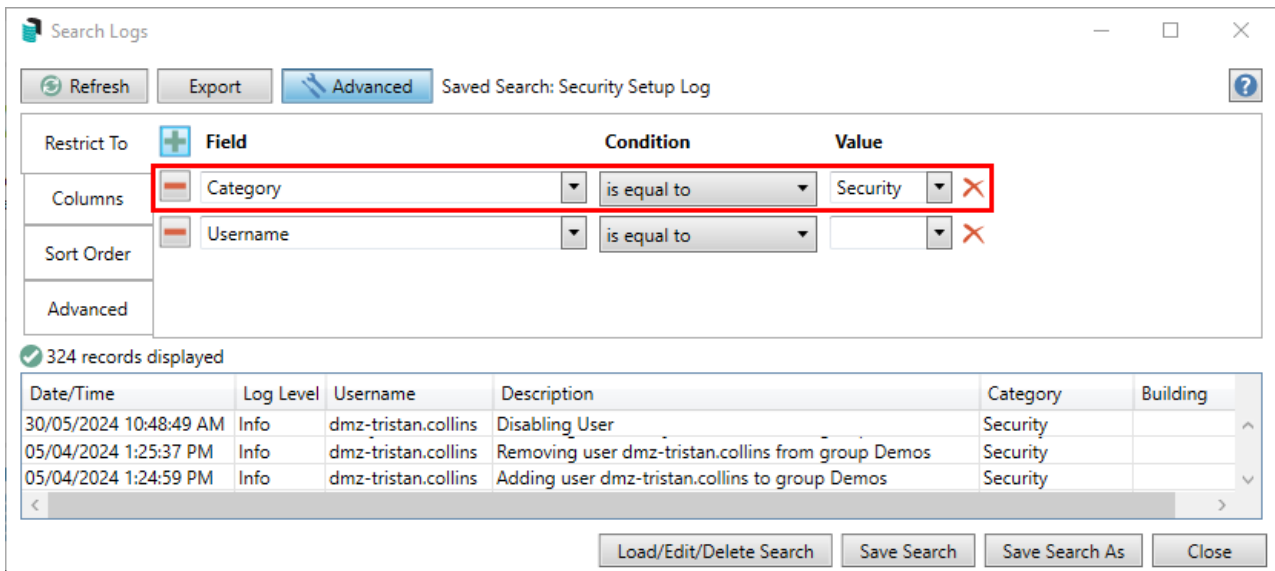 Search Logs
Refresh Export Advanced Saved Search: Security Setup Log ?
Restrict To Field Condition Value
Category is equal to Security
Columns
Username is equal to
Sort Order
Advanced
324 records displayed
Date/Time Log Level Username Description Category Building
30/05/2024 10:48:49 AM Info dmz-tristan.collins Disabling User Security
05/04/2024 1:25:37 PM Info dmz-tristan.collins Removing user dmz-tristan.collins from group Demos Security
05/04/2024 1:24:59 PM Info dmz-tristan.collins Adding user dmz-tristan.collins to group Demos Security
Load/Edit/Delete Search Save Search Save Search As Close